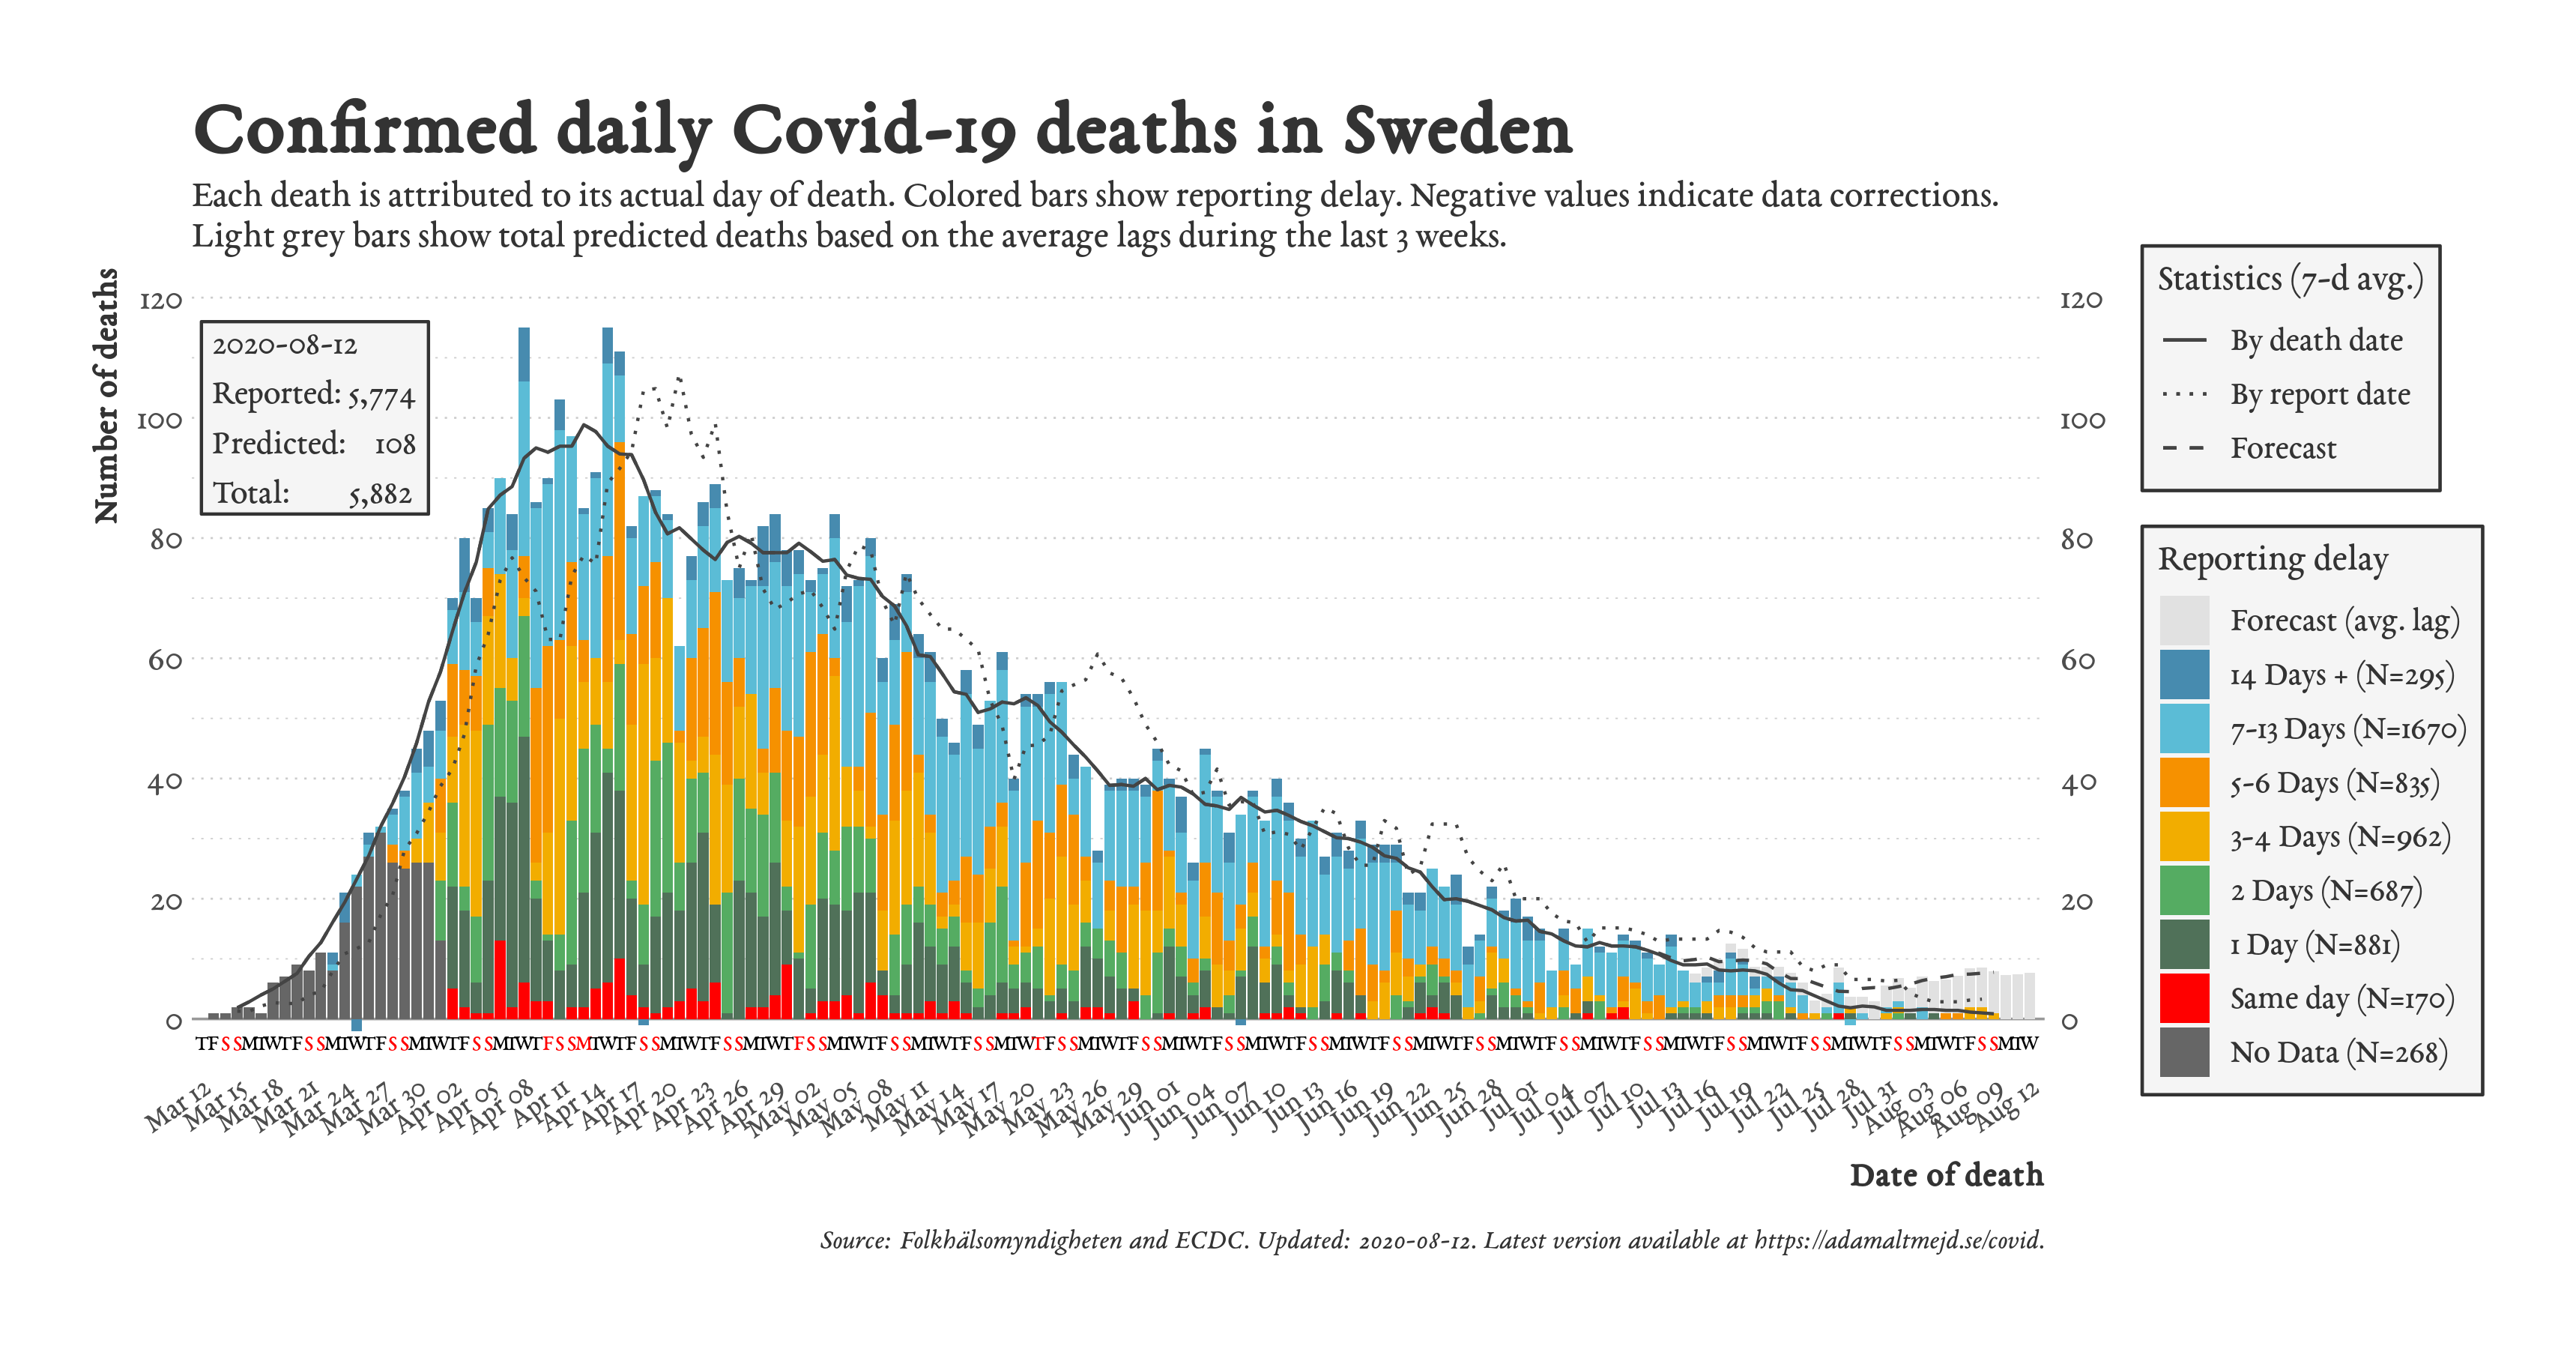 Confirmed daily Covid-19 deaths in Sweden
Each death is attributed to its actual day of death. Colored bars show reporting delay. Negative values indicate data corrections.
Light grey bars show total predicted deaths based on the average lags during the last 3 weeks.
Number of deaths
120
100
80
60
40
20
0
2020-08-12
Reported: 5,774
Predicted: 108
Total: 5,882
120
100
80
60
40
20
0
Statistics (7-d avg.)
By death date
By report date
Forecast
Reporting delay
Forecast (avg. lag)
14 Days + (N=295)
7-13 Days (N=1670)
5-6 Days (N=835)
3-4 Days (N=962)
2 Days (N=687)
1 Day (N=881)
Same day (N=170)
No Data (N=268)
Mar 12 Mar 15 Mar 18 Mar 21 Mar 24 Mar 27 Mar 30 Apr 02 Apr 05 Apr 08 Apr 11 Apr 14 Apr 17 Apr 20 Apr 23 Apr 26 Apr 29 May 02 May 05 May 08 May 11 May 14 May 17 May 20 May 23 May 26 May 29 Jun 01 Jun 04 Jun 07 Jun 10 Jun 13 Jun 16 Jun 19 Jun 22 Jun 25 Jun 28 Jul 01 Jul 04 Jul 07 Jul 10 Jul 13 Jul 16 Jul 19 Jul 22 Jul 25 Jul 28 Jul 31 Aug 03 Aug 06 Aug 09 Aug 12
Date of death
Source: Folkhälsomyndigheten and ECDC. Updated: 2020-08-12. Latest version available at https://adamaltmejd.se/covid.